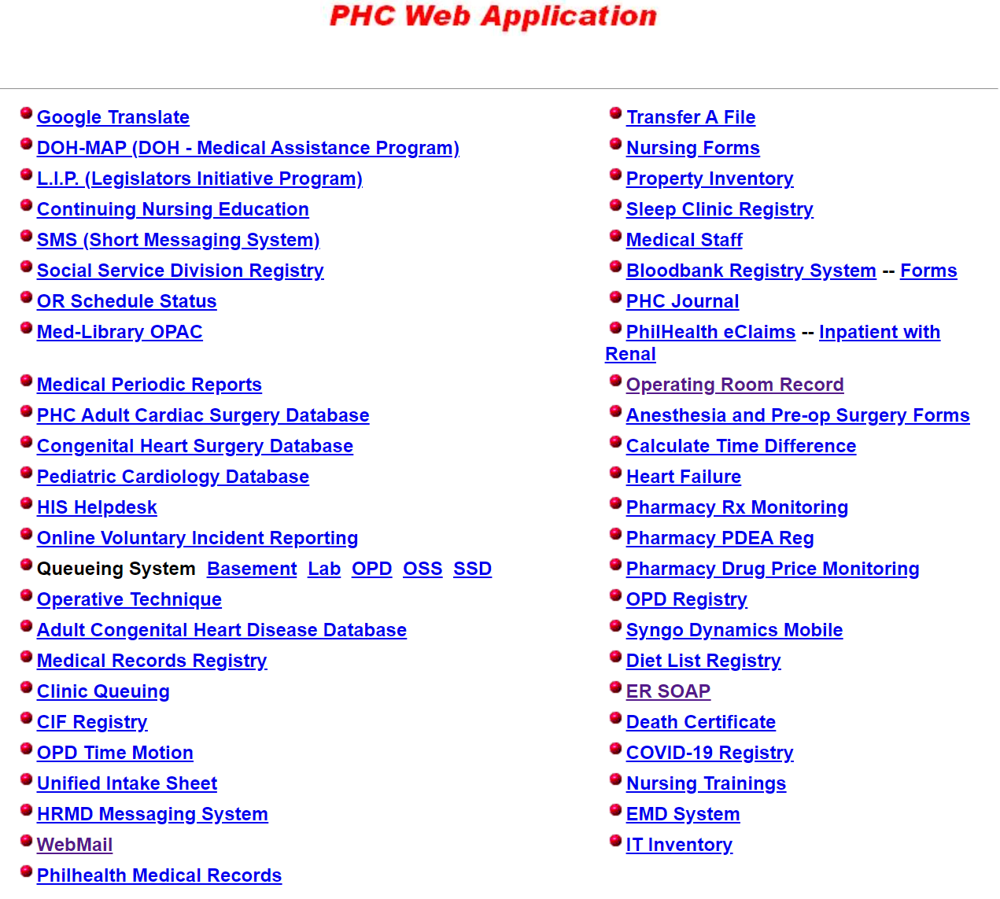 PHC Web Application
Google Translate
DOH-MAP (DOH - Medical Assistance Program)
L.I.P. (Legislators Initiative Program)
Continuing Nursing Education
SMS (Short Messaging System)
Social Service Division Registry
OR Schedule Status
Med-Library OPAC
Medical Periodic Reports
PHC Adult Cardiac Surgery Database
Congenital Heart Surgery Database
Pediatric Cardiology Database
HIS Helpdesk
Online Voluntary Incident Reporting
Queueing System Basement Lab OPD OSS SSD
Operative Technique
Adult Congenital Heart Disease Database
Medical Records Registry
Clinic Queuing
CIF Registry
OPD Time Motion
Unified Intake Sheet
HRMD Messaging System
WebMail
Philhealth Medical Records
Transfer A File
Nursing Forms
Property Inventory
Sleep Clinic Registry
Medical Staff
Bloodbank Registry System -- Forms
PHC Journal
PhilHealth eClaims -- Inpatient with
Renal
Operating Room Record
Anesthesia and Pre-op Surgery Forms
Calculate Time Difference
Heart Failure
Pharmacy Rx Monitoring
Pharmacy PDEA Reg
Pharmacy Drug Price Monitoring
OPD Registry
Syngo Dynamics Mobile
Diet List Registry
ER SOAP
Death Certificate
COVID-19 Registry
Nursing Trainings
EMD System
IT Inventory